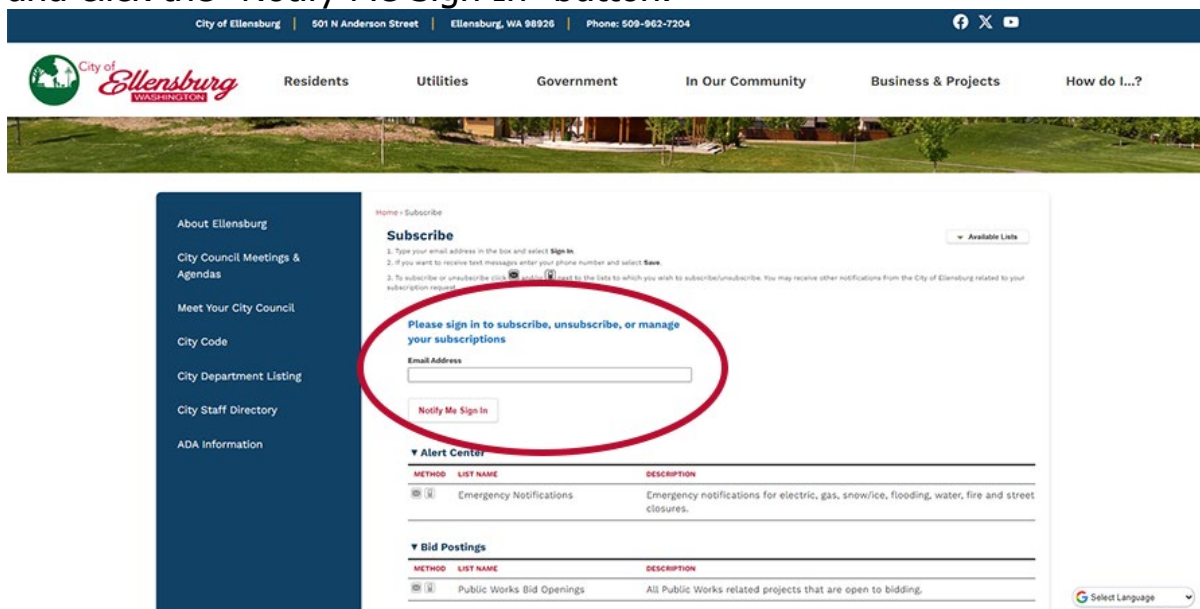 and click the "Notify Me Sign In" button.
City of Ellensburg | 501 N Anderson Street | Ellensburg, WA 98926 | Phone: 509-962-7204
City of
Ellensburg
WASHINGTON
Residents Utilities Government In Our Community Business & Projects How do I...?
About Ellensburg
City Council Meetings &
Agendas
Meet Your City Council
City Code
City Department Listing
City Staff Directory
ADA Information
Home › Subscribe
Subscribe
Available Lists
1. Type your email address in the box and select Sign In.
2. If you want to receive text messages enter your phone number and select Save.
3. To subscribe or unsubscribe click and/or next to the lists to which you wish to subscribe/unsubscribe. You may receive other notifications from the City of Ellensburg related to your
subscription request.
Please sign in to subscribe, unsubscribe, or manage
your subscriptions
Email Address
Notify Me Sign In
▼ Alert Center
METHOD LIST NAME DESCRIPTION
Emergency Notifications Emergency notifications for electric, gas, snow/ice, flooding, water, fire and street
closures.
▼ Bid Postings
METHOD LIST NAME DESCRIPTION
Public Works Bid Openings All Public Works related projects that are open to bidding.
G Select Language